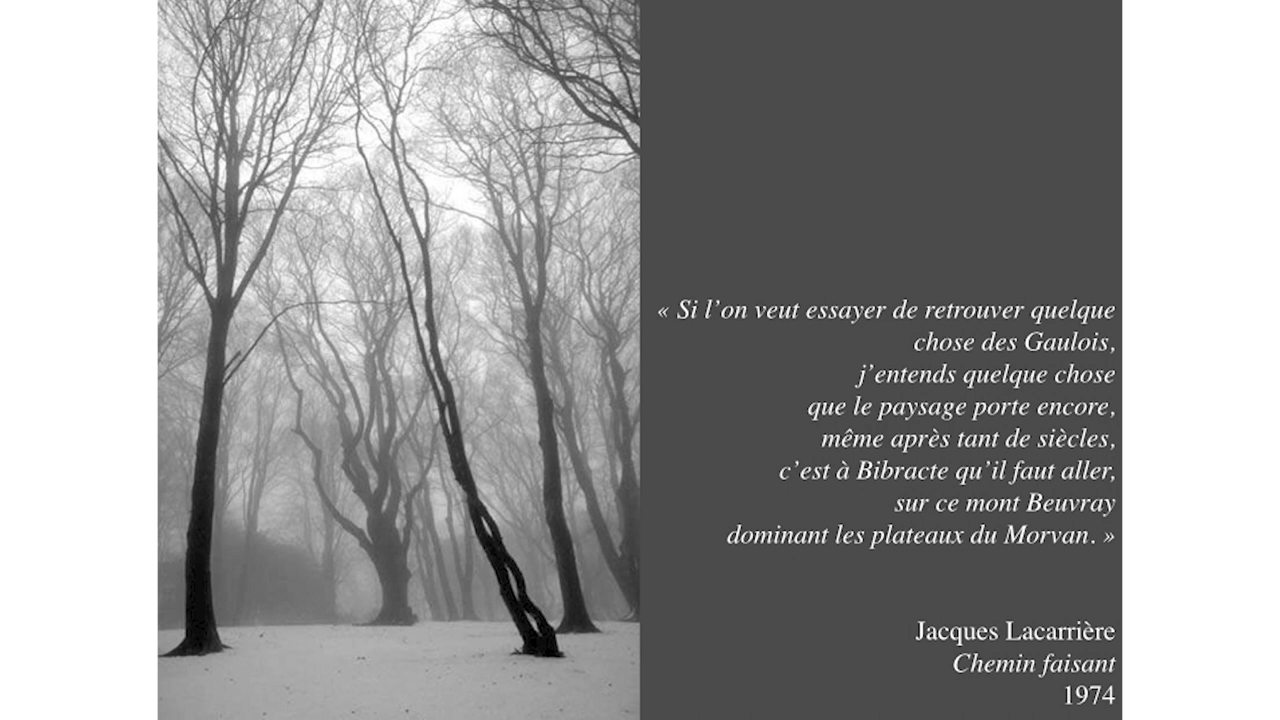 « Si l’on veut essayer de retrouver quelque
chose des Gaulois,
j’entends quelque chose
que le paysage porte encore,
même après tant de siècles,
c’est à Bibracte qu’il faut aller,
sur ce mont Beuvray
dominant les plateaux du Morvan. »
Jacques Lacarrière
Chemin faisant
1974